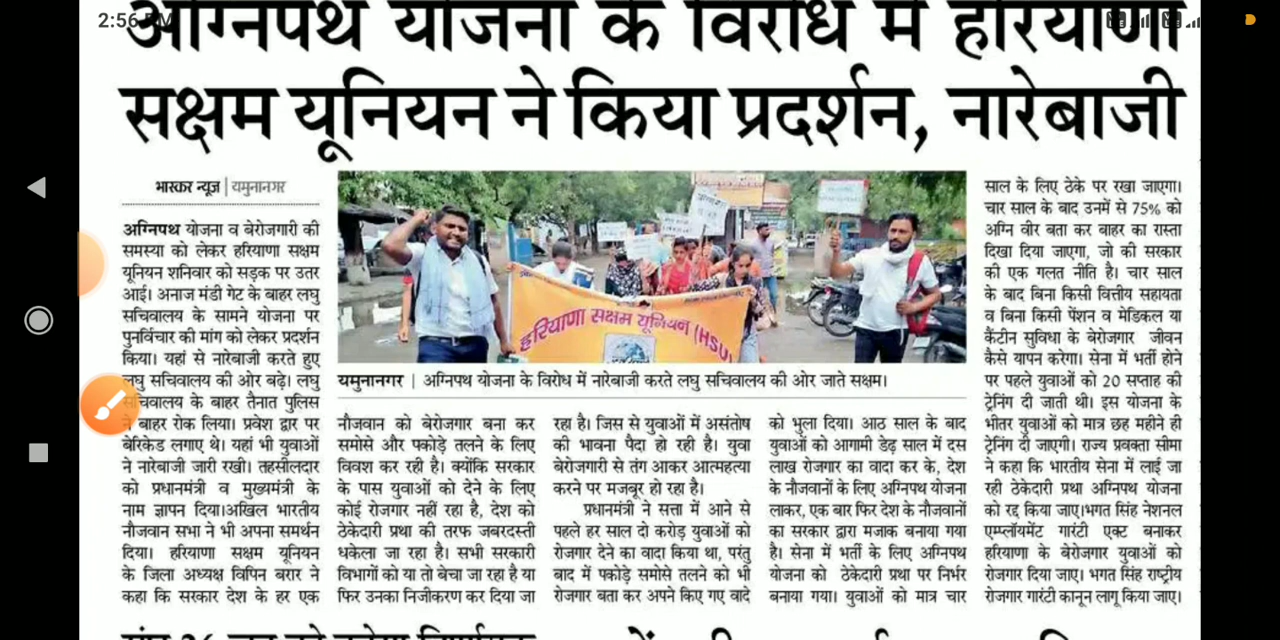 2:56 PM
अग्निपथ योजना के विरोध में हरियाणा
सक्षम यूनियन ने किया प्रदर्शन, नारेबाजी
भास्कर न्यूज | यमुनानगर
अग्निपथ योजना व बेरोजगारी की
समस्या को लेकर हरियाणा सक्षम
यूनियन शनिवार को सड़क पर उतर
आई। अनाज मंडी गेट के बाहर लघु
सचिवालय के सामने योजना पर
पुनर्विचार की मांग को लेकर प्रदर्शन
किया। यहां से नारेबाजी करते हुए
लघु सचिवालय की ओर बढ़े। लघु
सचिवालय के बाहर तैनात पुलिस
ने बाहर रोक लिया। प्रवेश द्वार पर
बेरिकेड लगाए थे। यहां भी युवाओं
ने नारेबाजी जारी रखी। तहसीलदार
को प्रधानमंत्री व मुख्यमंत्री के
नाम ज्ञापन दिया।अखिल भारतीय
नौजवान सभा ने भी अपना समर्थन
दिया। हरियाणा सक्षम यूनियन
के जिला अध्यक्ष विपिन बरार ने
कहा कि सरकार देश के हर एक
हरियाणा सक्षम यूनियन (HSU)
यमुनानगर | अग्निपथ योजना के विरोध में नारेबाजी करते लघु सचिवालय की ओर जाते सक्षम।
नौजवान को बेरोजगार बना कर
समोसे और पकोड़े तलने के लिए
विवश कर रही है। क्योंकि सरकार
के पास युवाओं को देने के लिए
कोई रोजगार नहीं रहा है, देश को
ठेकेदारी प्रथा की तरफ जबरदस्ती
धकेला जा रहा है। सभी सरकारी
विभागों को या तो बेचा जा रहा है या
फिर उनका निजीकरण कर दिया जा
रहा है। जिस से युवाओं में असंतोष
की भावना पैदा हो रही है। युवा
बेरोजगारी से तंग आकर आत्महत्या
करने पर मजबूर हो रहा है।
प्रधानमंत्री ने सत्ता में आने से
पहले हर साल दो करोड़ युवाओं को
रोजगार देने का वादा किया था, परंतु
बाद में पकोड़े समोसे तलने को भी
रोजगार बता कर अपने किए गए वादे
को भुला दिया। आठ साल के बाद
युवाओं को आगामी डेढ़ साल में दस
लाख रोजगार का वादा कर के, देश
के नौजवानों के लिए अग्निपथ योजना
लाकर, एक बार फिर देश के नौजवानों
का सरकार द्वारा मजाक बनाया गया
है। सेना में भर्ती के लिए अग्निपथ
योजना को ठेकेदारी प्रथा पर निर्भर
बनाया गया। युवाओं को मात्र चार
साल के लिए ठेके पर रखा जाएगा।
चार साल के बाद उनमें से 75% को
अग्नि वीर बता कर बाहर का रास्ता
दिखा दिया जाएगा, जो की सरकार
की एक गलत नीति है। चार साल
के बाद बिना किसी वित्तीय सहायता
व बिना किसी पेंशन व मेडिकल या
कैंटीन सुविधा के बेरोजगार जीवन
कैसे यापन करेगा। सेना में भर्ती होने
पर पहले युवाओं को 20 सप्ताह की
ट्रेनिंग दी जाती थी। इस योजना के
भीतर युवाओं को मात्र छह महीने ही
ट्रेनिंग दी जाएगी। राज्य प्रवक्ता सीमा
ने कहा कि भारतीय सेना में लाई जा
रही ठेकेदारी प्रथा अग्निपथ योजना
को रद्द किया जाए।भगत सिंह नेशनल
एम्प्लॉयमेंट गारंटी एक्ट बनाकर
हरियाणा के बेरोजगार युवाओं को
रोजगार दिया जाए। भगत सिंह राष्ट्रीय
रोजगार गारंटी कानून लागू किया जाए।